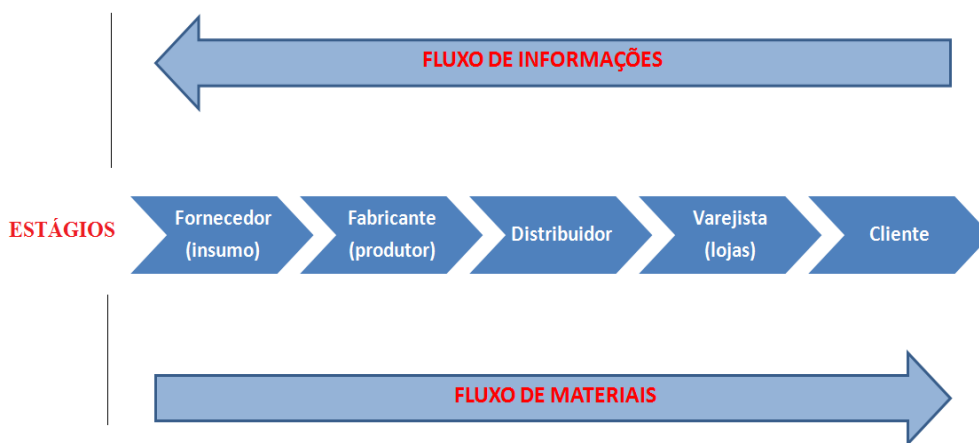 FLUXO DE INFORMAÇÕES
ESTÁGIOS
Fornecedor
(insumo)
Fabricante
(produtor)
Distribuidor
Varejista
(lojas)
Cliente
FLUXO DE MATERIAIS